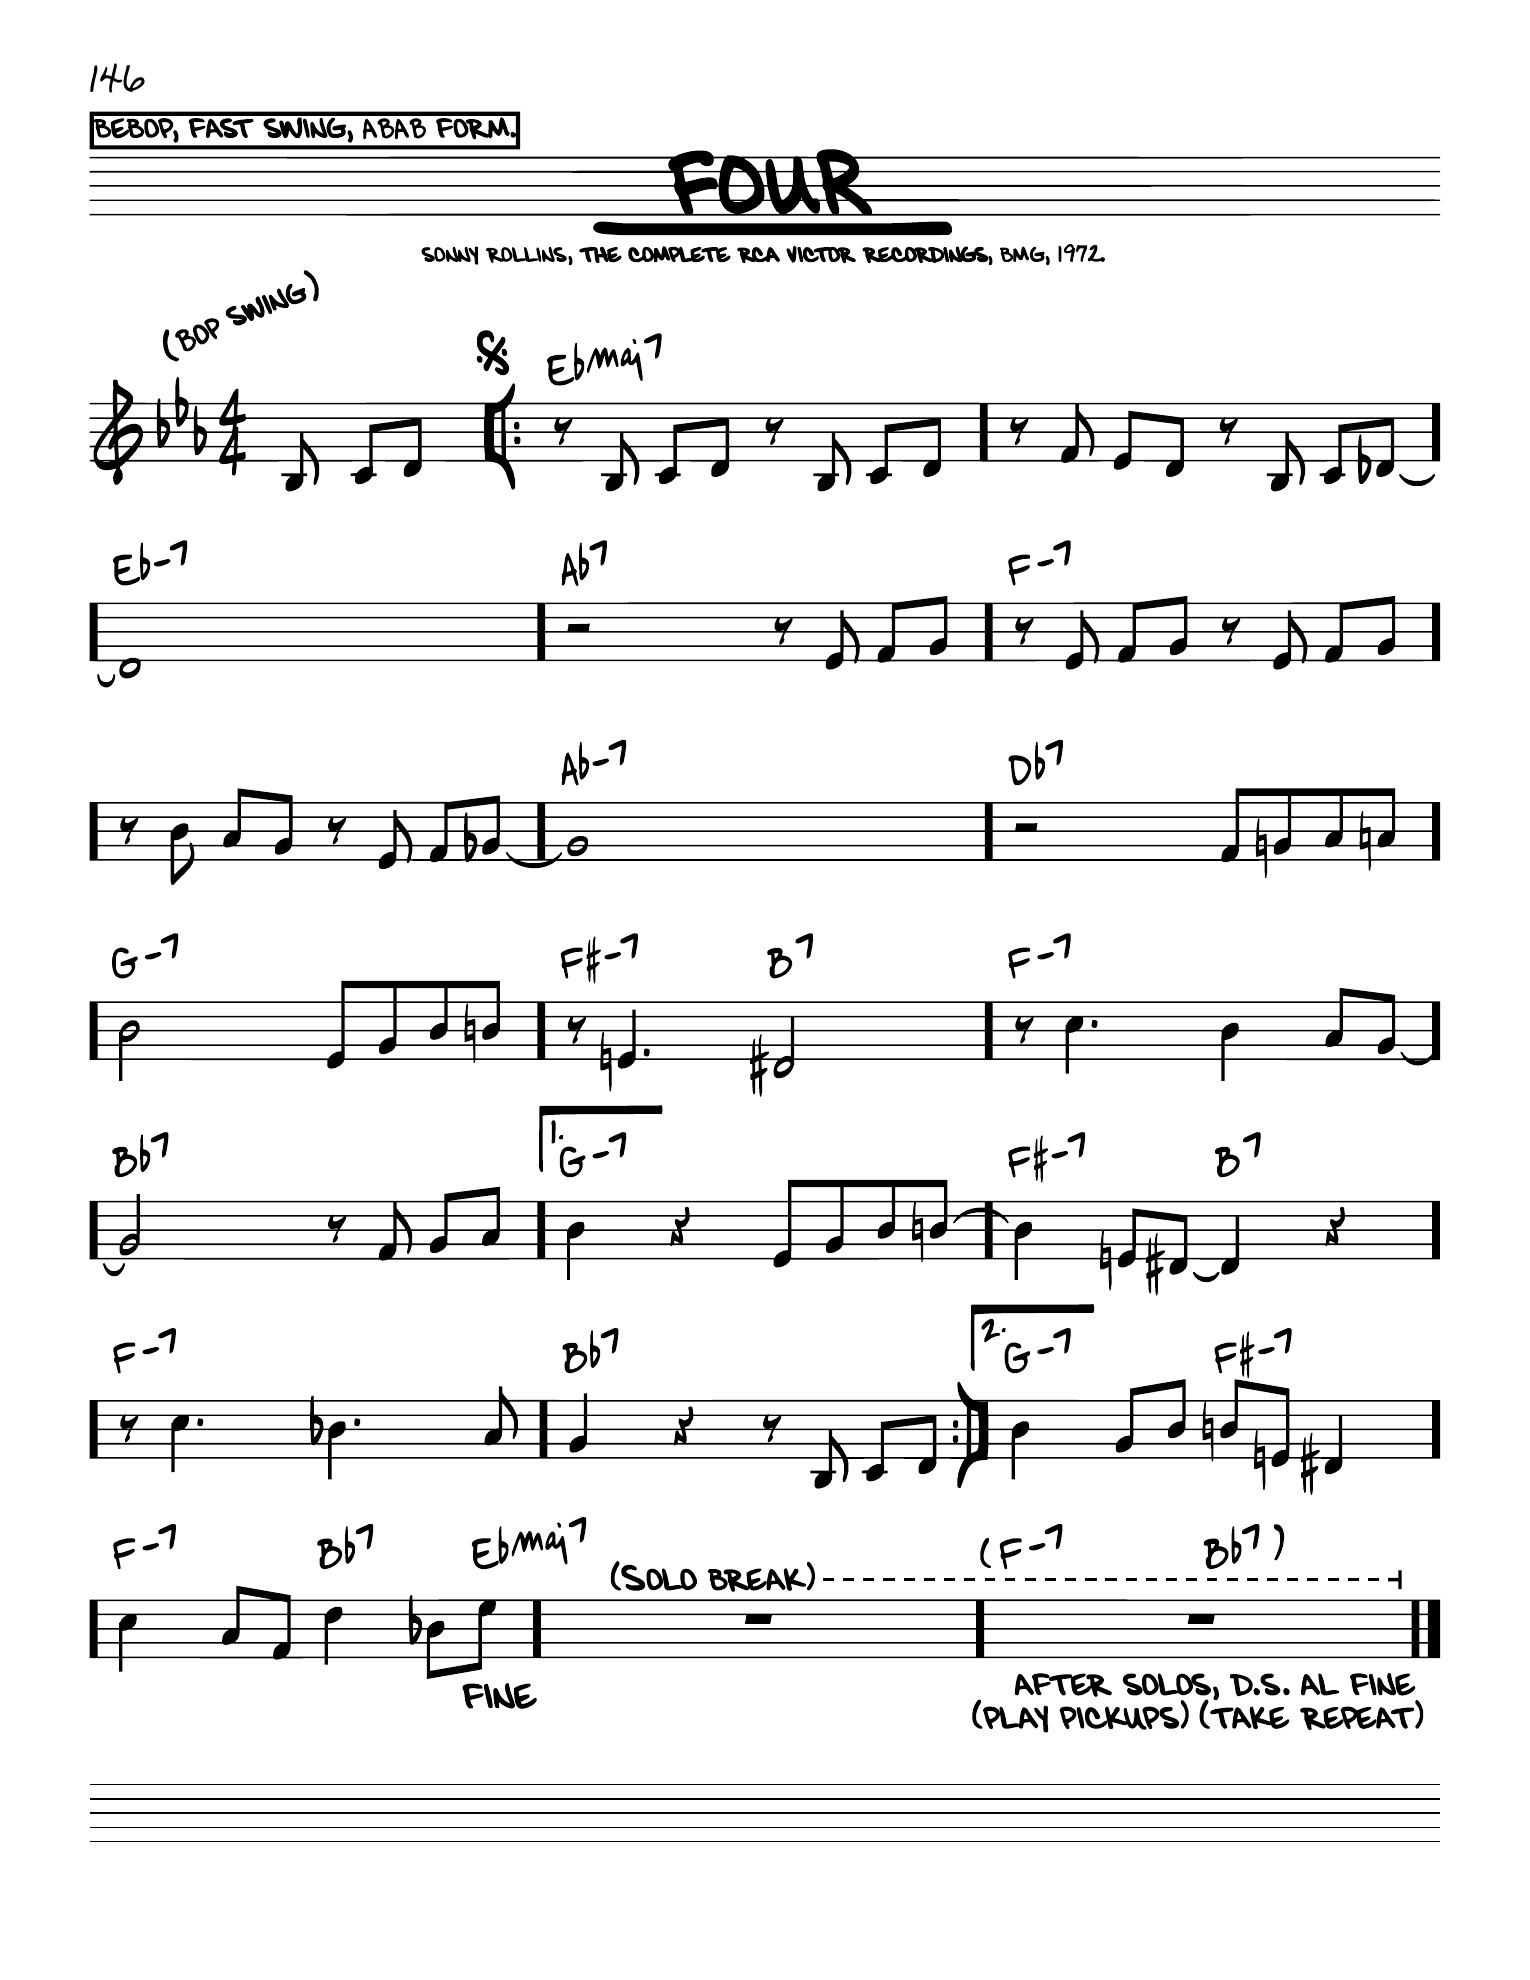 146
BEBOP, FAST SWING, ABAB FORM.
FOUR
SONNY ROLLINS, THE COMPLETE RCA VICTOR RECORDINGS, BMG, 1972.
(BOP SWING)
4/4
Ebmaj7
Eb-7 Ab7 F-7
Ab-7 Db7
G-7 F#-7 B7 F-7
Bb7 1. G-7 F#-7 B7
F-7 Bb7 2. G-7 F#-7
F-7 Bb7 Ebmaj7 (SOLO BREAK) (F-7 Bb7)
FINE
AFTER SOLOS, D.S. AL FINE
(PLAY PICKUPS) (TAKE REPEAT)